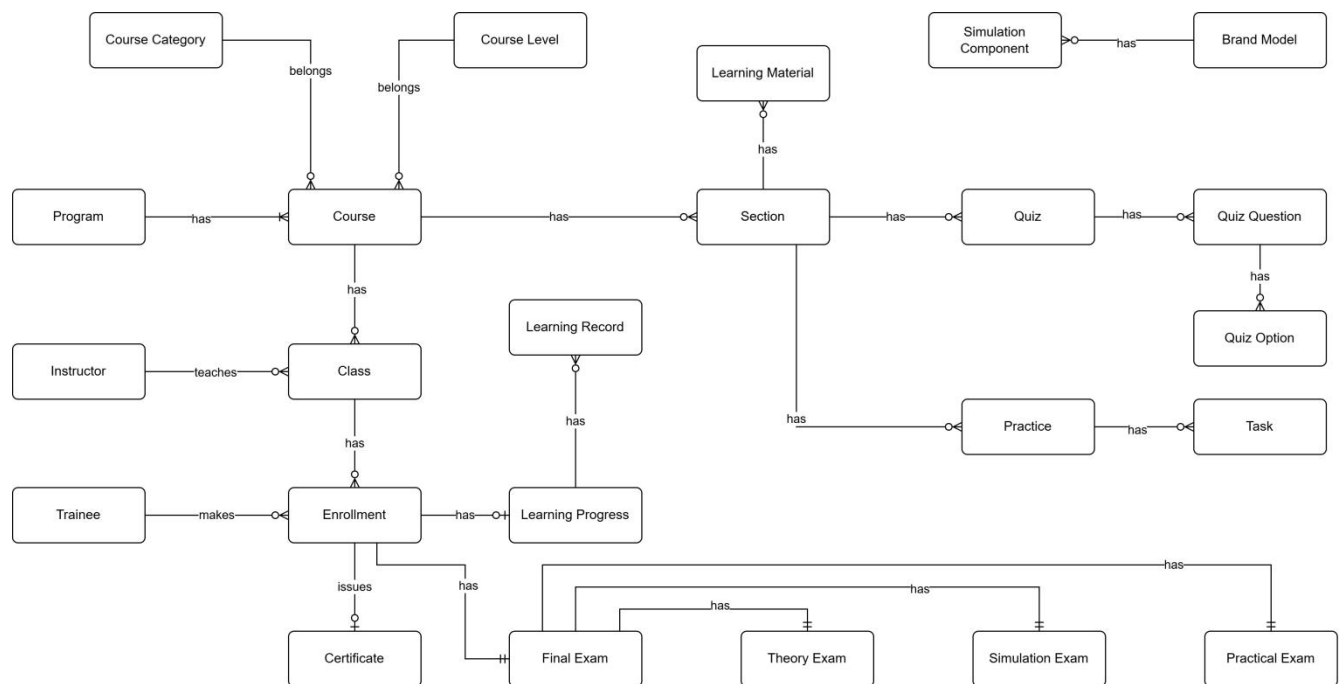 Course Category
Course Level
Simulation
Component
has
Brand Model
belongs
belongs
Learning Material
has
Program
has
Course
has
Section
has
Quiz
has
Quiz Question
has
has
Learning Record
Quiz Option
Instructor
teaches
Class
has
has
Practice
has
Task
has
Trainee
makes
Enrollment
has
Learning Progress
issues
has
has
has
has
Certificate
Final Exam
Theory Exam
Simulation Exam
Practical Exam